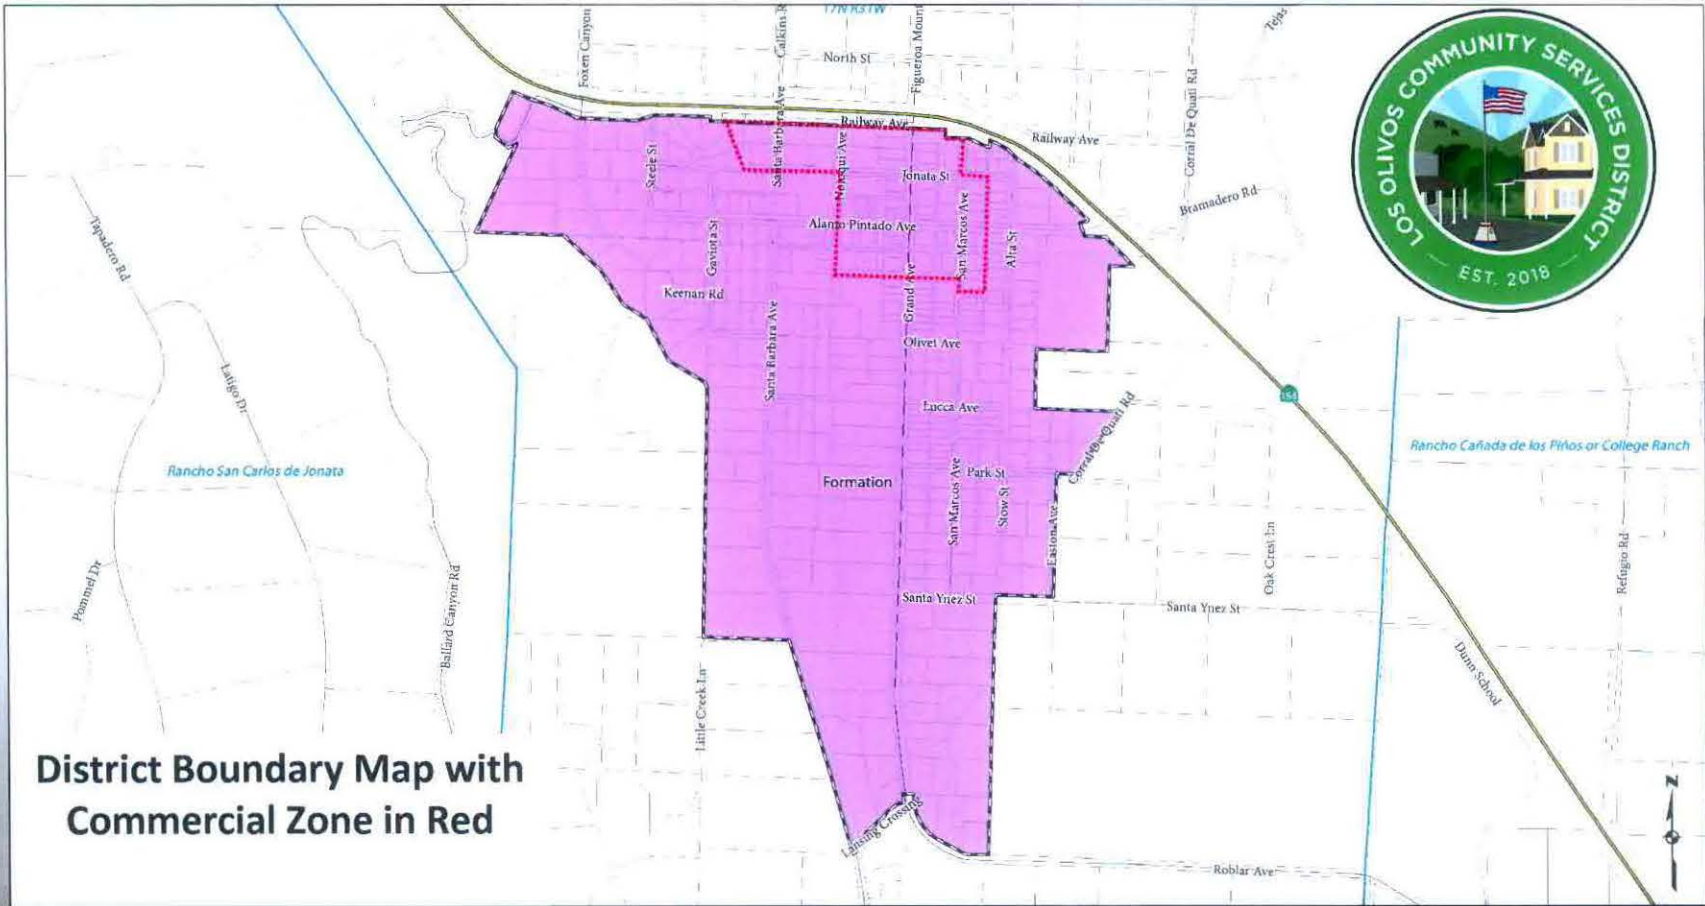 17N R31W
Foxen Canyon
Calkins R
Figueroa Mount
Tejas
North St
Corral De Quati Rd
LOS OLIVOS COMMUNITY SERVICES DISTRICT
EST. 2018
Santa Barbara Ave
Railway Ave
Railway Ave
Steele St
Nojoqui Ave
Jonata St
Bramadero Rd
Tapadero Rd
Gaviota St
Alamo Pintado Ave
San Marcos Ave
Alta St
Keenan Rd
Grand Ave
Santa Barbara Ave
Olivet Ave
Latigo Dr
154
Lucca Ave
Corral De Quati Rd
Rancho San Carlos de Jonata
Rancho Cañada de los Piños or College Ranch
Formation
San Marcos Ave
Park St
Stow St
Easton Ave
Oak Crest Ln
Refugio Rd
Pommel Dr
Ballard Canyon Rd
Santa Ynez St
Santa Ynez St
Dunn School
Little Creek Ln
District Boundary Map with
Commercial Zone in Red
Lansing Crossing
Roblar Ave
N